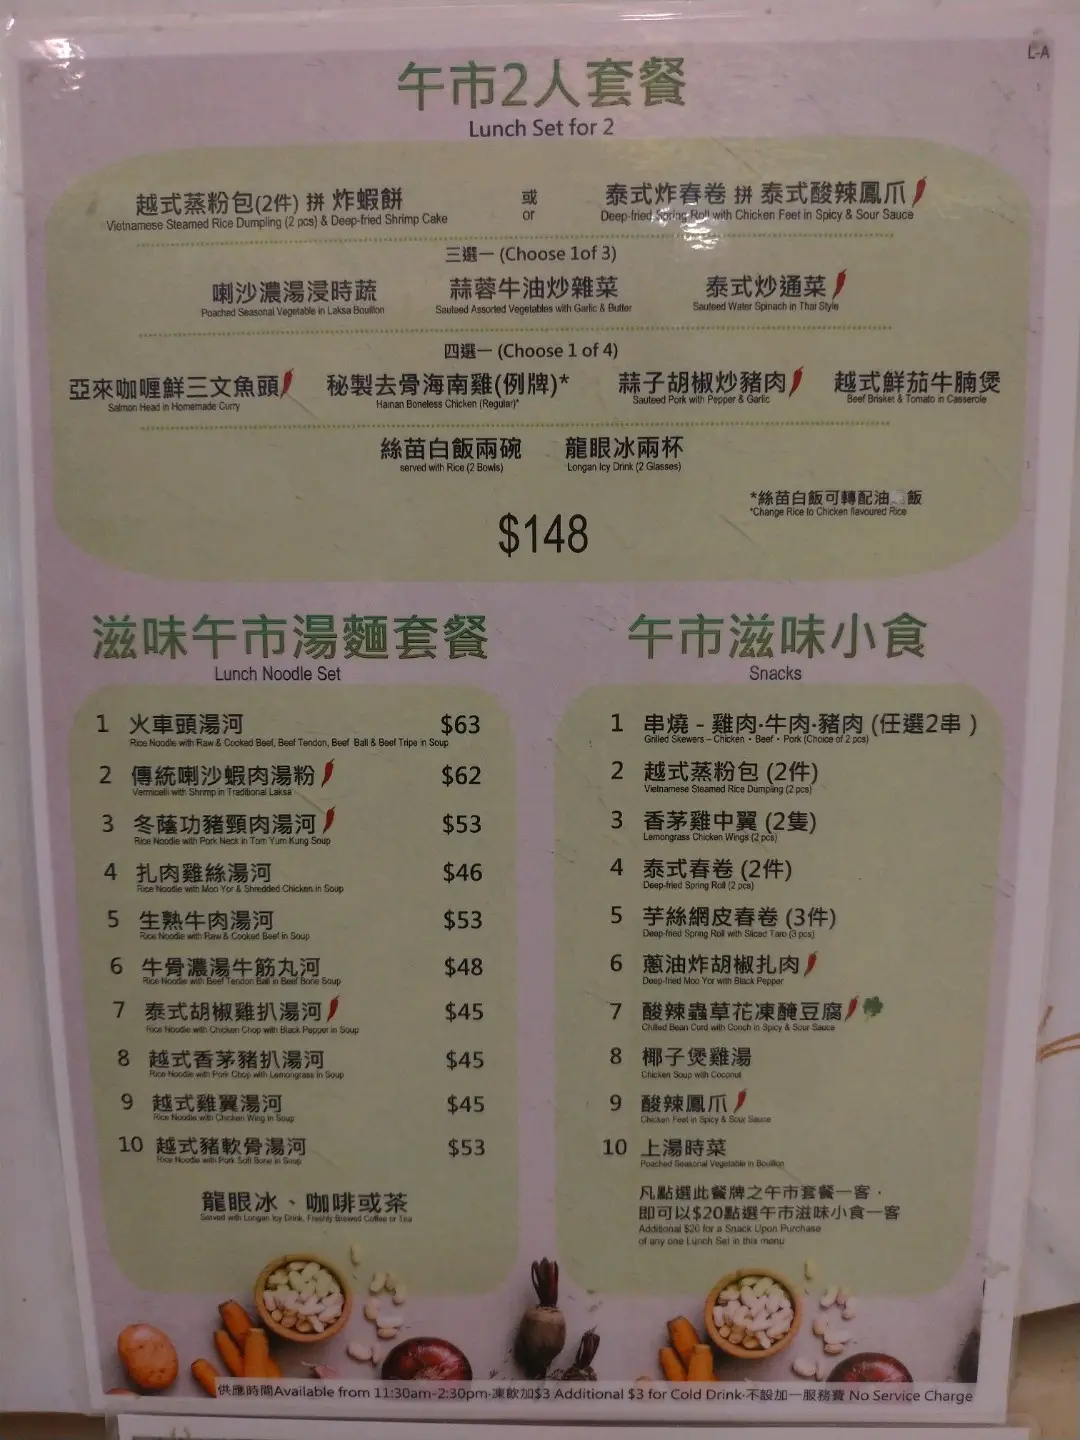 L-A
午市2人套餐
Lunch Set for 2
越式蒸粉包(2件) 拼 炸蝦餅
Vietnamese Steamed Rice Dumpling (2 pcs) & Deep-fried Shrimp Cake
或
or
泰式炸春卷 拼 泰式酸辣鳳爪
Deep-fried Spring Roll with Chicken Feet in Spicy & Sour Sauce
三選一 (Choose 1of 3)
喇沙濃湯浸時蔬
Poached Seasonal Vegetable in Laksa Bouillon
蒜蓉牛油炒雜菜
Sauteed Assorted Vegetables with Garlic & Butter
泰式炒通菜
Sauteed Water Spinach in Thai Style
四選一 (Choose 1 of 4)
亞來咖喱鮮三文魚頭
Salmon Head in Homemade Curry
秘製去骨海南雞(例牌)*
Hainan Boneless Chicken (Regular)*
蒜子胡椒炒豬肉
Sauteed Pork with Pepper & Garlic
越式鮮茄牛腩煲
Beef Brisket & Tomato in Casserole
絲苗白飯兩碗
served with Rice (2 Bowls)
龍眼冰兩杯
Longan Icy Drink (2 Glasses)
*絲苗白飯可轉配油 飯
*Change Rice to Chicken flavoured Rice
$148
滋味午市湯麵套餐
Lunch Noodle Set
1 火車頭湯河 $63
Rice Noodle with Raw & Cooked Beef, Beef Tendon, Beef Ball & Beef Tripe in Soup
2 傳統喇沙蝦肉湯粉 $62
Vermicelli with Shrimp in Traditional Laksa
3 冬蔭功豬頸肉湯河 $53
Rice Noodle with Pork Neck in Tom Yum Kung Soup
4 扎肉雞絲湯河 $46
Rice Noodle with Moo Yor & Shredded Chicken in Soup
5 生熟牛肉湯河 $53
Rice Noodle with Raw & Cooked Beef in Soup
6 牛骨濃湯牛筋丸河 $48
Rice Noodle with Beef Tendon Ball in Beef Bone Soup
7 泰式胡椒雞扒湯河 $45
Rice Noodle with Chicken Chop with Black Pepper in Soup
8 越式香茅豬扒湯河 $45
Rice Noodle with Pork Chop with Lemongrass in Soup
9 越式雞翼湯河 $45
Rice Noodle with Chicken Wing in Soup
10 越式豬軟骨湯河 $53
Rice Noodle with Pork Soft Bone in Soup
龍眼冰、咖啡或茶
Served with Longan Icy Drink, Freshly Brewed Coffee or Tea
午市滋味小食
Snacks
1 串燒 - 雞肉·牛肉·豬肉 (任選2串 )
Grilled Skewers – Chicken・Beef・Pork (Choice of 2 pcs)
2 越式蒸粉包 (2件)
Vietnamese Steamed Rice Dumpling (2 pcs)
3 香茅雞中翼 (2隻)
Lemongrass Chicken Wings (2 pcs)
4 泰式春卷 (2件)
Deep-fried Spring Roll (2 pcs)
5 芋絲網皮春卷 (3件)
Deep-fried Spring Roll with Sliced Taro (3 pcs)
6 蔥油炸胡椒扎肉
Deep-fried Moo Yor with Black Pepper
7 酸辣蟲草花凍醃豆腐
Chilled Bean Curd with Conch in Spicy & Sour Sauce
8 椰子煲雞湯
Chicken Soup with Coconut
9 酸辣鳳爪
Chicken Feet in Spicy & Sour Sauce
10 上湯時菜
Poached Seasonal Vegetable in Bouillon
凡點選此餐牌之午市套餐一客·
即可以$20點選午市滋味小食一客
Additional $20 for a Snack Upon Purchase
of any one Lunch Set in this menu
供應時間Available from 11:30am-2:30pm·凍飲加$3 Additional $3 for Cold Drink·不設加一服務費 No Service Charge